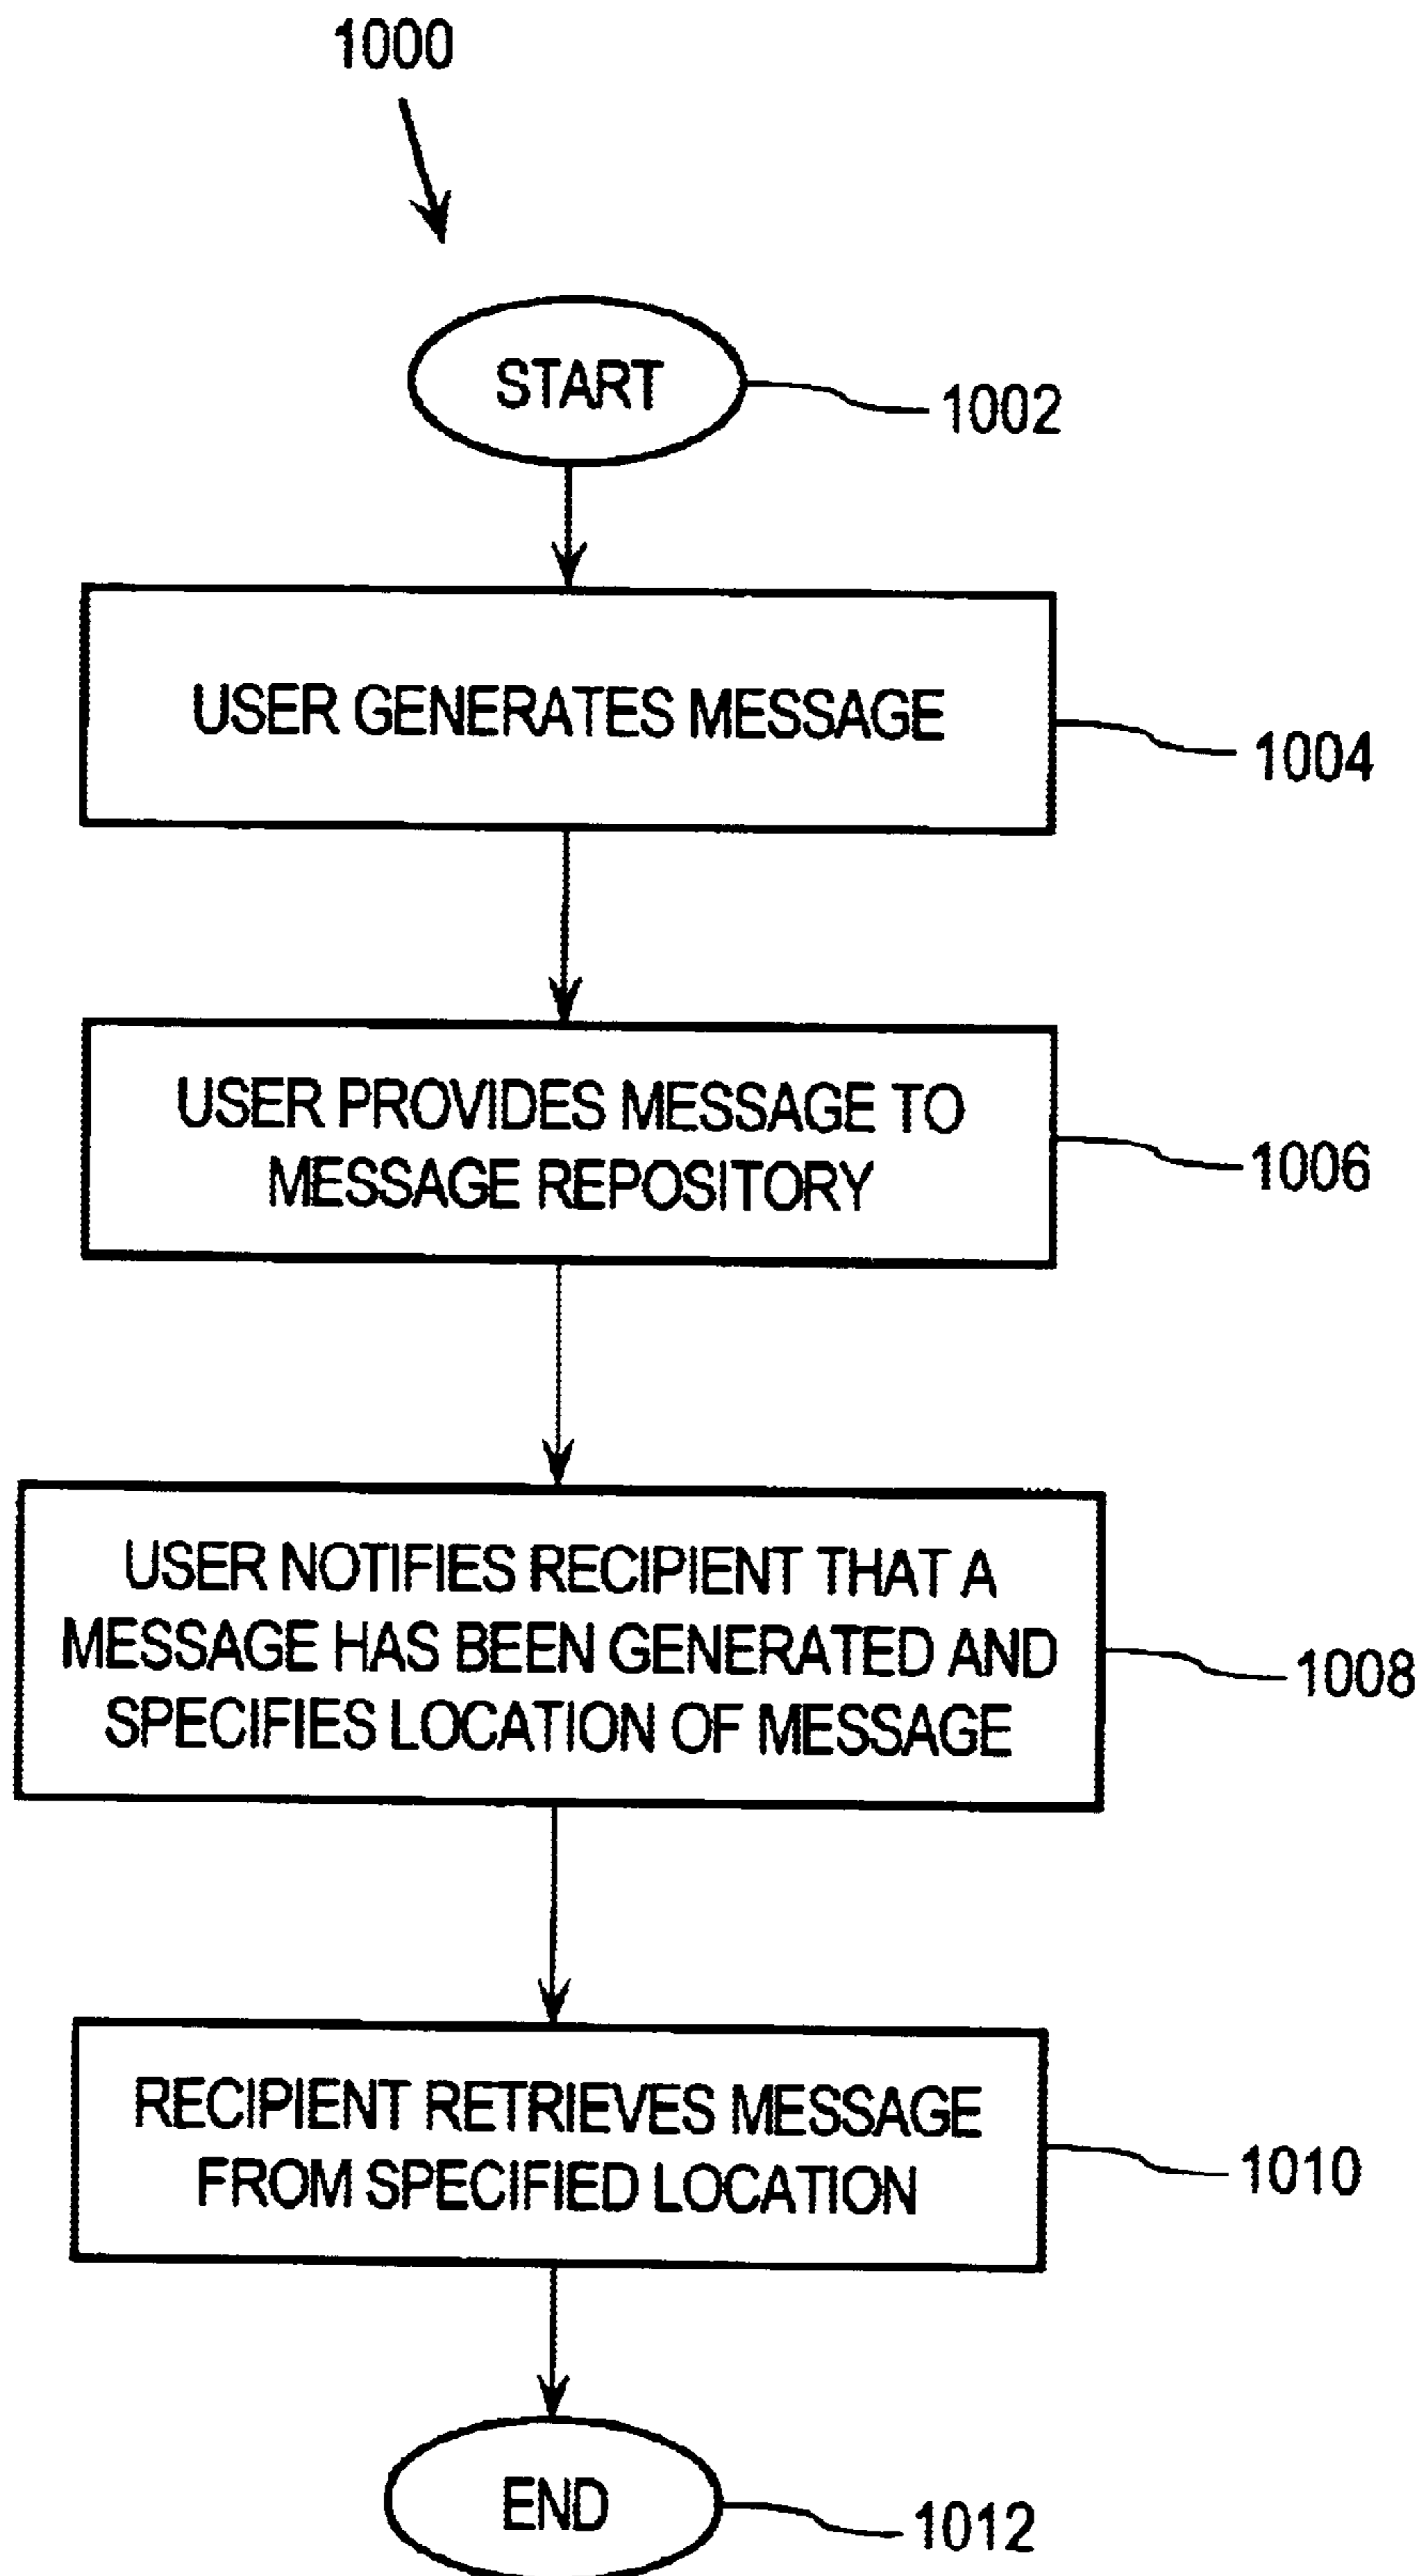 1000
START
1002
USER GENERATES MESSAGE
1004
USER PROVIDES MESSAGE TO
MESSAGE REPOSITORY
1006
USER NOTIFIES RECIPIENT THAT A
MESSAGE HAS BEEN GENERATED AND
SPECIFIES LOCATION OF MESSAGE
1008
RECIPIENT RETRIEVES MESSAGE
FROM SPECIFIED LOCATION
1010
END
1012